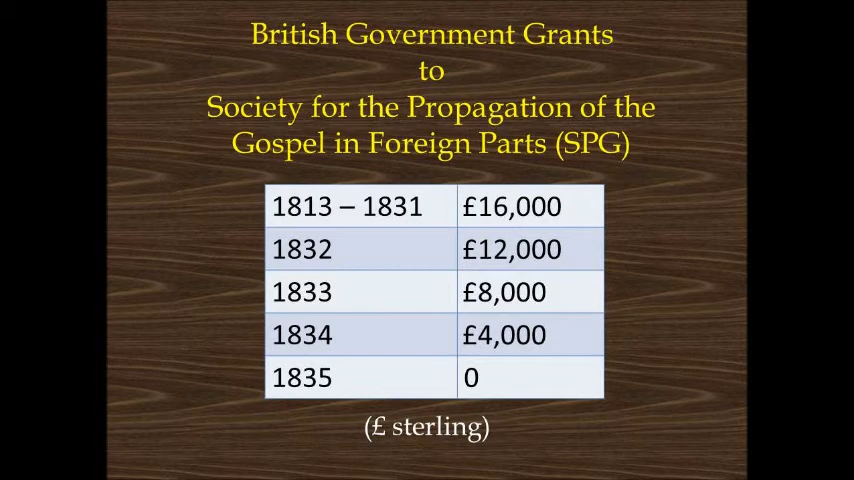 British Government Grants
to
Society for the Propagation of the
Gospel in Foreign Parts (SPG)
1813 – 1831 £16,000
1832 £12,000
1833 £8,000
1834 £4,000
1835 0
(£ sterling)